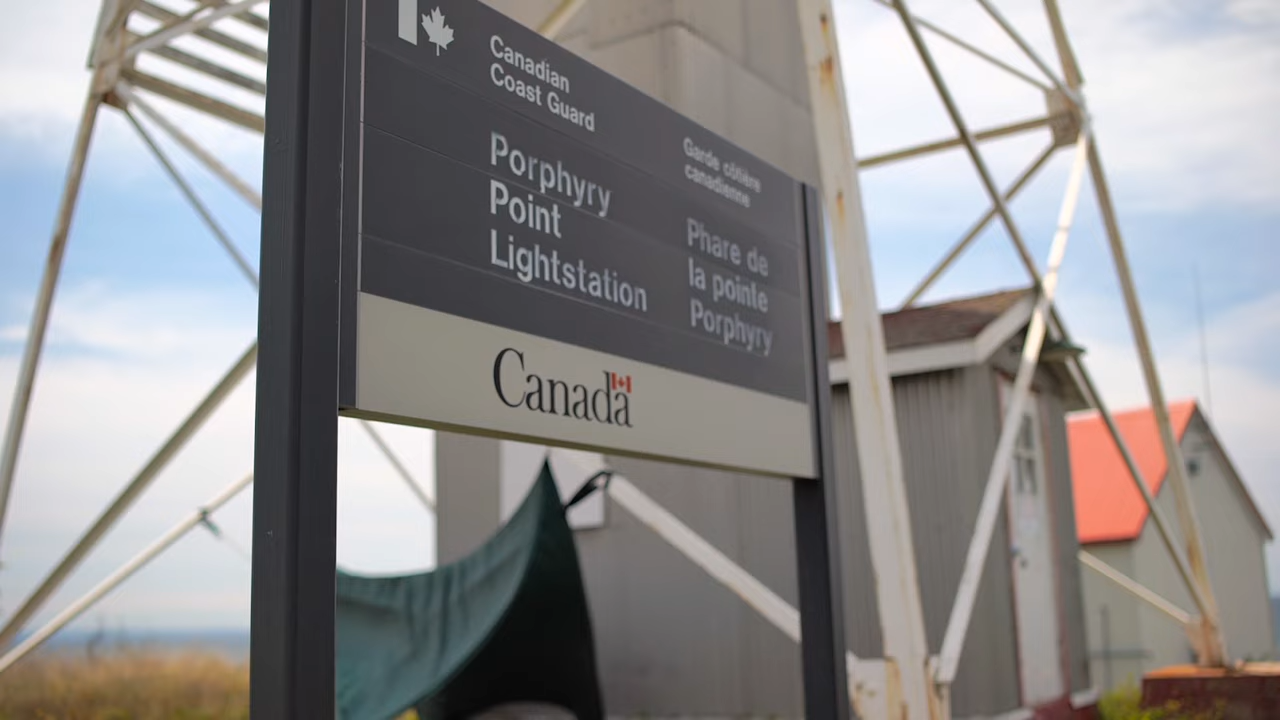 Canadian
Coast Guard
Garde côtière
canadienne
Porphyry
Point
Lightstation
Phare de
la pointe
Porphyry
Canada